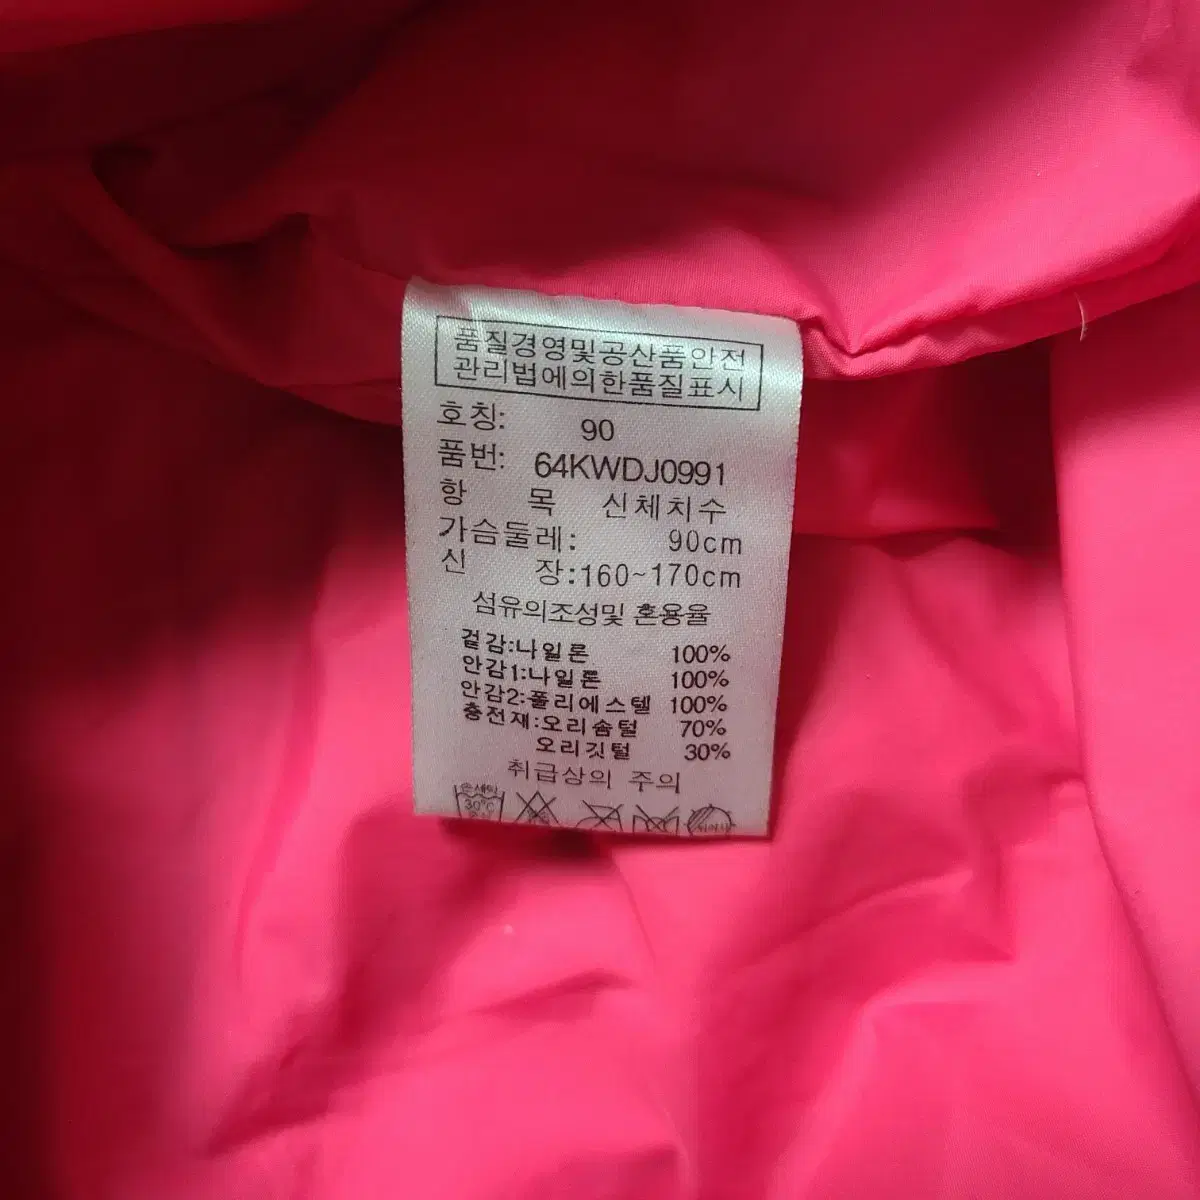 품질경영및공산품안전
관리법에의한품질표시
호칭: 90
품번: 64KWDJ0991
항 목 신체치수
가슴둘레: 90cm
신 장:160~170cm
섬유의조성및 혼용율
겉감:나일론 100%
안감1:나일론 100%
안감2:폴리에스텔 100%
충전재:오리솜털 70%
오리깃털 30%
취급상의 주의
손세탁
30℃